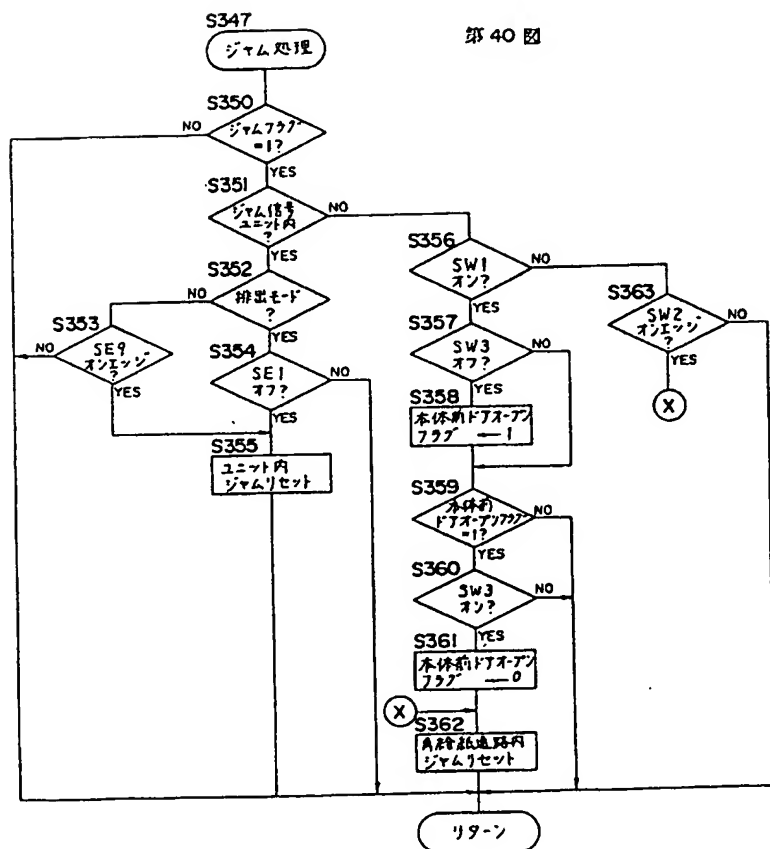 第40図
S347
ジャム処理
S350
ジャムフラグ
=1?
NO
YES
S351
ジャム信号
ユニット内
?
NO
YES
S352
排出モード
?
NO
YES
S353
SE9
オンエッジ
?
NO
YES
S354
SE1
オフ?
NO
YES
S355
ユニット内
ジャムリセット
S356
SW1
オン?
NO
YES
S357
SW3
オフ?
NO
YES
S358
本体前ドアオープン
フラグ ← 1
S359
本体前
ドアオープンフラグ
=1?
NO
YES
S360
SW3
オン?
NO
YES
S361
本体前ドアオープン
フラグ ← 0
X
S362
再給紙通路内
ジャムリセット
S363
SW2
オンエッジ
?
NO
YES
X
リターン